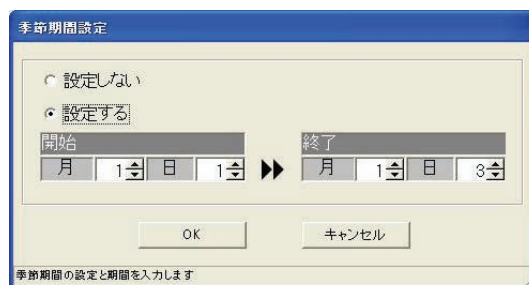 季節期間設定
設定しない
設定する
開始 終了
月 1 日 1 月 1 日 3
OK キャンセル
季節期間の設定と期間を入力します